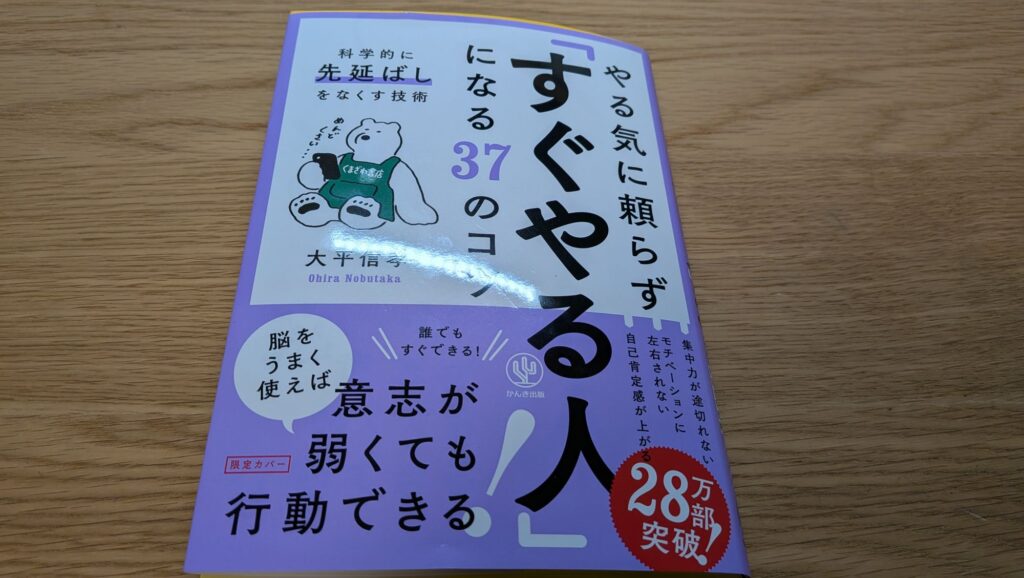 やる気に頼らず
「すぐやる人」
になる37のコツ
科学的に
先延ばし
をなくす技術
めんど
くさい…
くまざわ書店
大平信孝
Ohira Nobutaka
集中力が途切れない
モチベーションに
左右されない
自己肯定感が上がる
誰でも
すぐできる!
かんき出版
脳を
うまく
使えば
意志が
弱くても
行動できる!
限定カバー
28万部
突破!